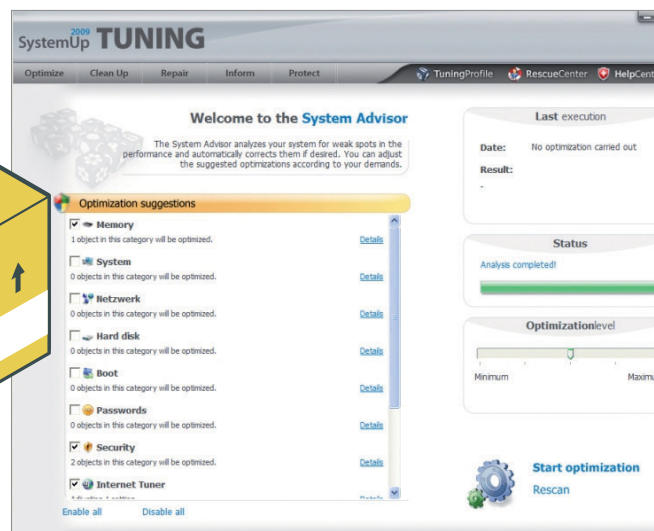 SystemUp 2009 TUNING
Optimize Clean Up Repair Inform Protect TuningProfile RescueCenter HelpCent
Welcome to the System Advisor
The System Advisor analyzes your system for weak spots in the
performance and automatically corrects them if desired. You can adjust
the suggested optimizations according to your demands.
Optimization suggestions
Memory
1 object in this category will be optimized. Details
System
0 objects in this category will be optimized. Details
Netzwerk
0 objects in this category will be optimized. Details
Hard disk
0 objects in this category will be optimized. Details
Boot
0 objects in this category will be optimized. Details
Passwords
0 objects in this category will be optimized. Details
Security
2 objects in this category will be optimized. Details
Internet Tuner
Enable all Disable all
Last execution
Date: No optimization carried out
Result:
-
Status
Analysis completed!
Optimizationlevel
Minimum Maximu
Start optimization
Rescan